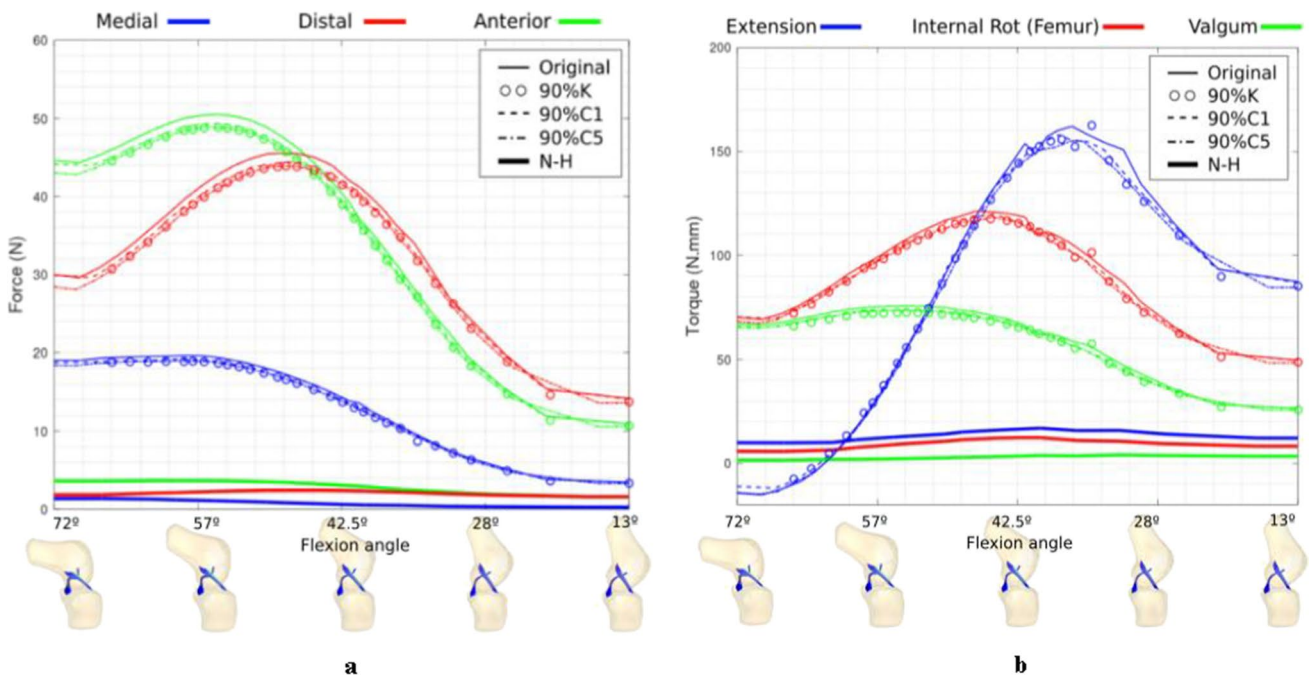 Medial Distal Anterior
60
50
40
30
20
10
0
Force (N)
Original
90%K
90%C1
90%C5
N-H
72º 57º 42.5º 28º 13º
Flexion angle
a
Extension Internal Rot (Femur) Valgum
200
150
100
50
0
Torque (N.mm)
Original
90%K
90%C1
90%C5
N-H
72º 57º 42.5º 28º 13º
Flexion angle
b